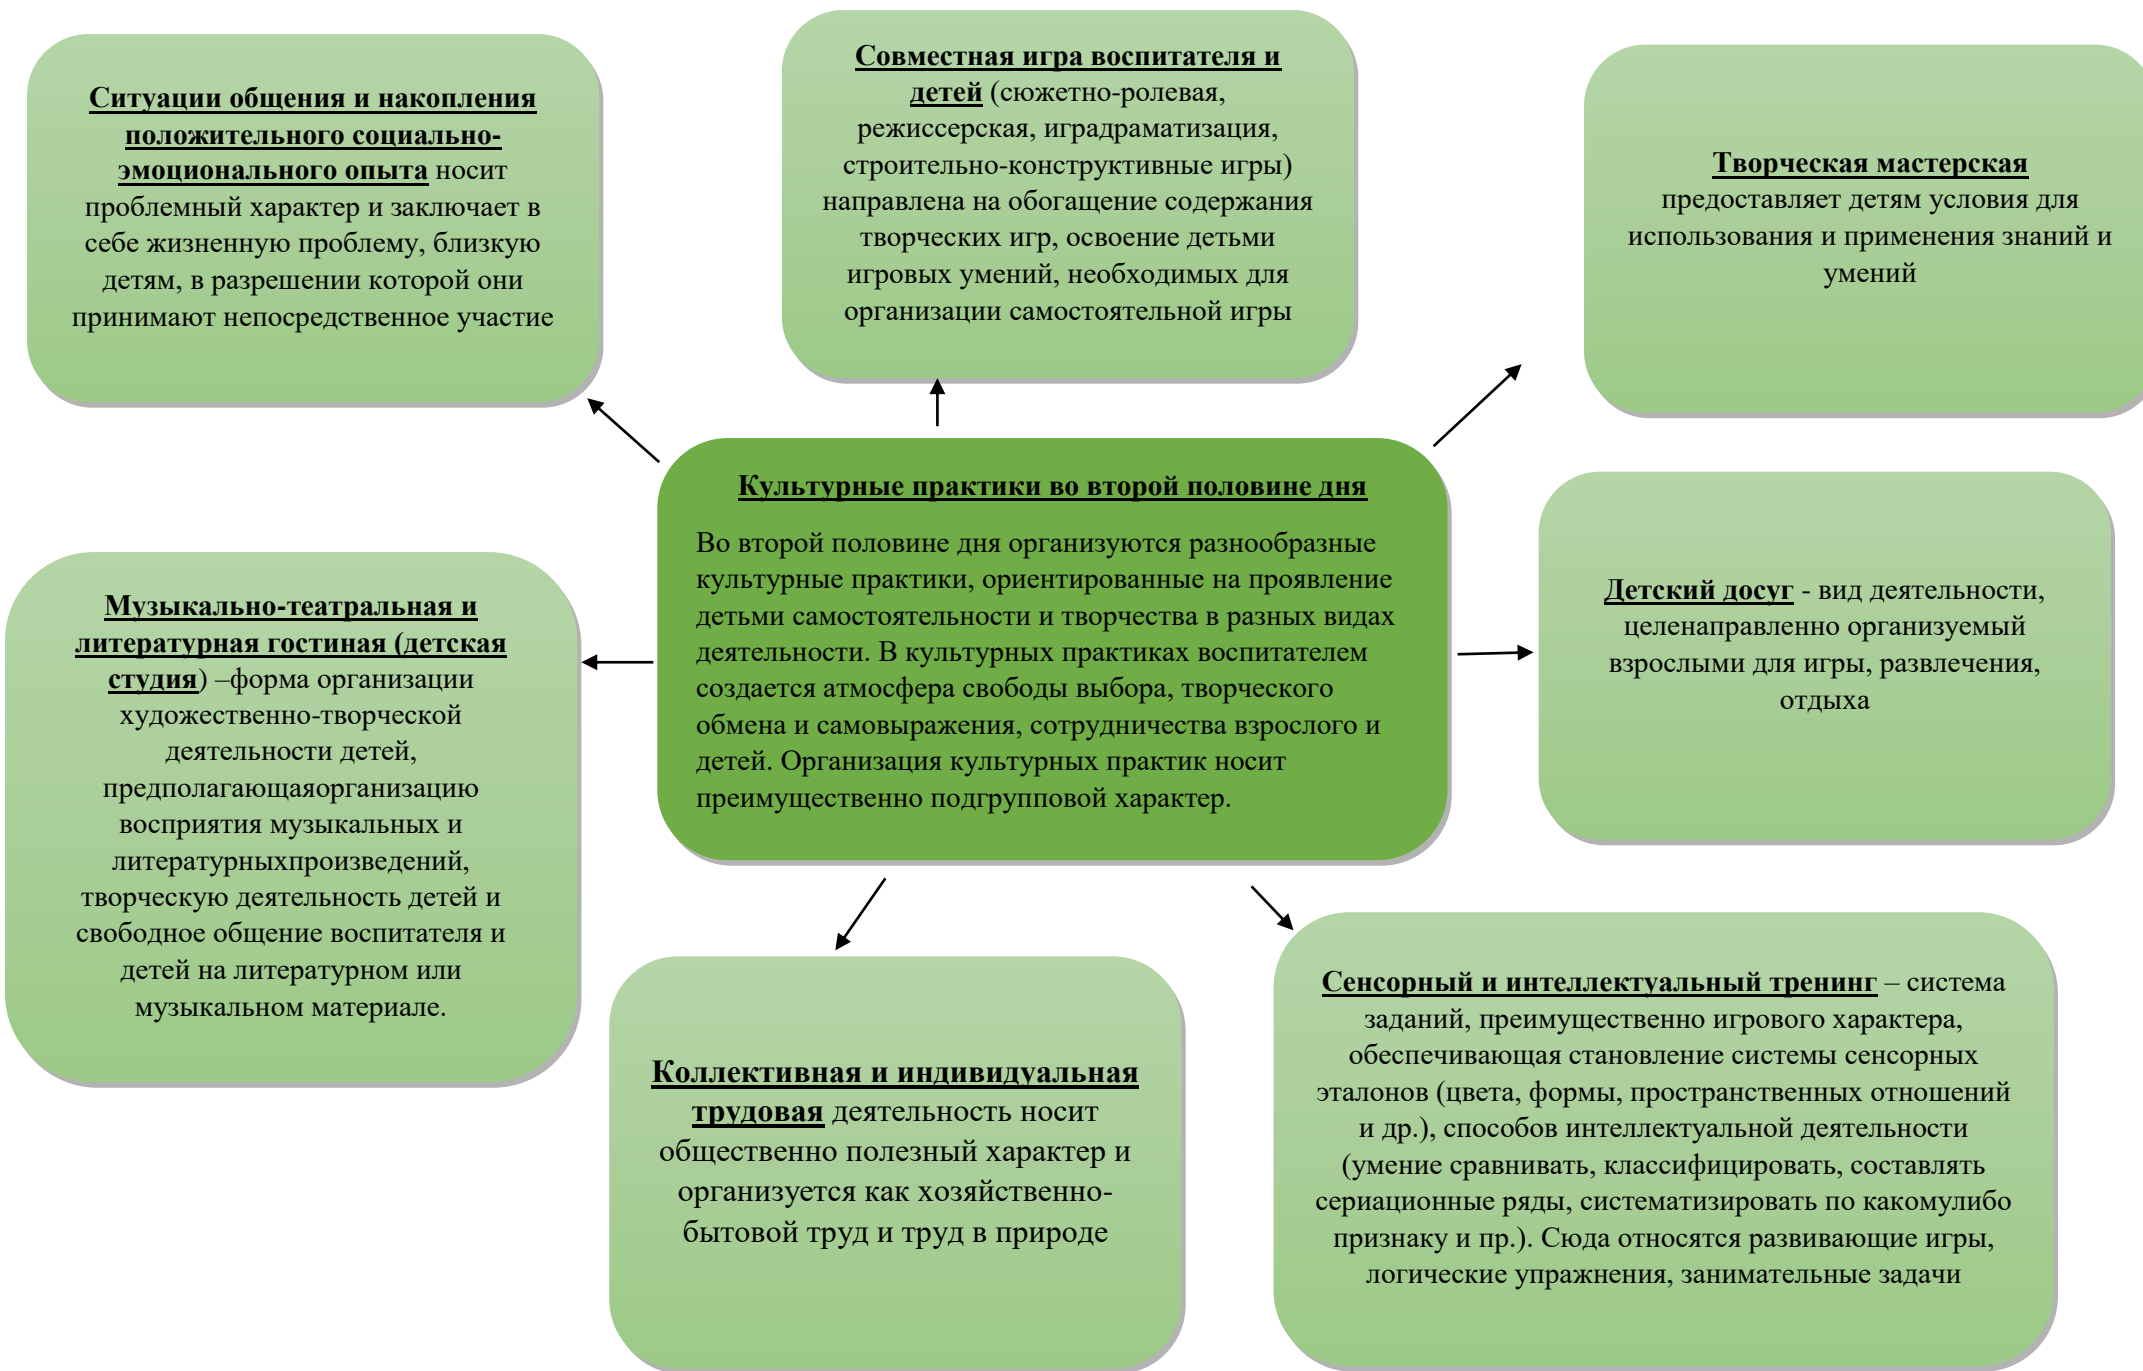 Ситуации общения и накопления
положительного социально-
эмоционального опыта носит
проблемный характер и заключает в
себе жизненную проблему, близкую
детям, в разрешении которой они
принимают непосредственное участие
Совместная игра воспитателя и
детей (сюжетно-ролевая,
режиссерская, иградраматизация,
строительно-конструктивные игры)
направлена на обогащение содержания
творческих игр, освоение детьми
игровых умений, необходимых для
организации самостоятельной игры
Творческая мастерская
предоставляет детям условия для
использования и применения знаний и
умений
Культурные практики во второй половине дня
Во второй половине дня организуются разнообразные
культурные практики, ориентированные на проявление
детьми самостоятельности и творчества в разных видах
деятельности. В культурных практиках воспитателем
создается атмосфера свободы выбора, творческого
обмена и самовыражения, сотрудничества взрослого и
детей. Организация культурных практик носит
преимущественно подгрупповой характер.
Детский досуг - вид деятельности,
целенаправленно организуемый
взрослыми для игры, развлечения,
отдыха
Музыкально-театральная и
литературная гостиная (детская
студия) –форма организации
художественно-творческой
деятельности детей,
предполагающаяорганизацию
восприятия музыкальных и
литературныхпроизведений,
творческую деятельность детей и
свободное общение воспитателя и
детей на литературном или
музыкальном материале.
Коллективная и индивидуальная
трудовая деятельность носит
общественно полезный характер и
организуется как хозяйственно-
бытовой труд и труд в природе
Сенсорный и интеллектуальный тренинг – система
заданий, преимущественно игрового характера,
обеспечивающая становление системы сенсорных
эталонов (цвета, формы, пространственных отношений
и др.), способов интеллектуальной деятельности
(умение сравнивать, классифицировать, составлять
сериационные ряды, систематизировать по какомулибо
признаку и пр.). Сюда относятся развивающие игры,
логические упражнения, занимательные задачи